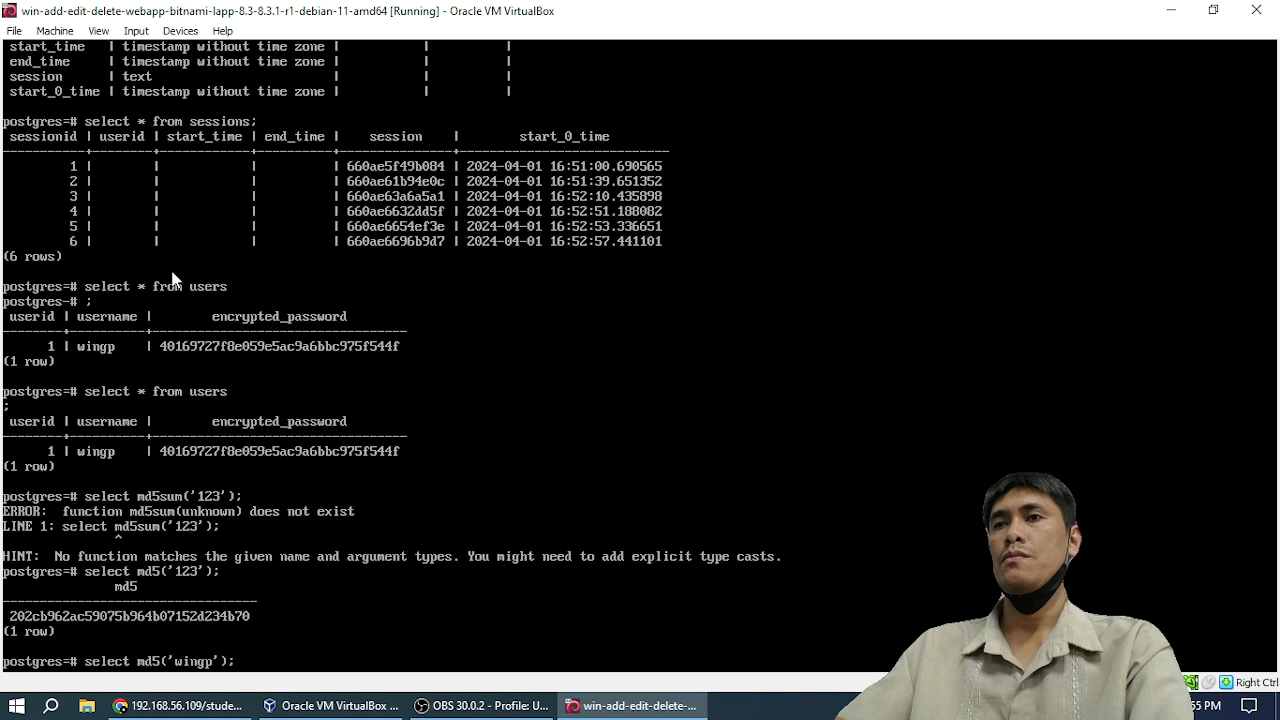 win-add-edit-delete-webapp-bitnami-lapp-8.3-8.3.1-r1-debian-11-amd64 [Running] - Oracle VM VirtualBox
File Machine View Input Devices Help
start_time | timestamp without time zone | | |
end_time | timestamp without time zone | | |
session | text | | |
start_0_time | timestamp without time zone | | |
postgres=# select * from sessions;
sessionid | userid | start_time | end_time | session | start_0_time
-----------+--------+------------+----------+---------------+----------------------------
1 | | | | 660ae5f49b084 | 2024-04-01 16:51:00.690565
2 | | | | 660ae61b94e0c | 2024-04-01 16:51:39.651352
3 | | | | 660ae63a6a5a1 | 2024-04-01 16:52:10.435898
4 | | | | 660ae6632dd5f | 2024-04-01 16:52:51.188082
5 | | | | 660ae6654ef3e | 2024-04-01 16:52:53.336651
6 | | | | 660ae6696b9d7 | 2024-04-01 16:52:57.441101
(6 rows)
postgres=# select * from users
postgres-# ;
userid | username | encrypted_password
--------+----------+----------------------------------
1 | wingp | 40169727f8e059e5ac9a6bbc975f544f
(1 row)
postgres=# select * from users
;
userid | username | encrypted_password
--------+----------+----------------------------------
1 | wingp | 40169727f8e059e5ac9a6bbc975f544f
(1 row)
postgres=# select md5sum('123');
ERROR: function md5sum(unknown) does not exist
LINE 1: select md5sum('123');
^
HINT: No function matches the given name and argument types. You might need to add explicit type casts.
postgres=# select md5('123');
md5
----------------------------------
202cb962ac59075b964b07152d234b70
(1 row)
postgres=# select md5('wingp');
Right Ctrl
192.168.56.109/stude... Oracle VM VirtualBox ... OBS 30.0.2 - Profile: U... win-add-edit-delete-... :55 PM